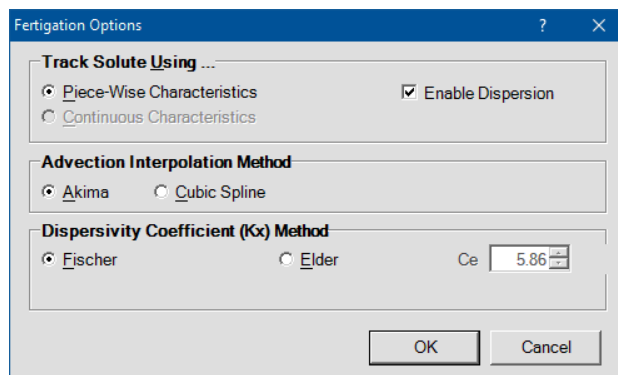 Fertigation Options ?
Track Solute Using ...
Piece-Wise Characteristics Enable Dispersion
Continuous Characteristics
Advection Interpolation Method
Akima Cubic Spline
Dispersivity Coefficient (Kx) Method
Fischer Elder Ce 5.86
OK Cancel